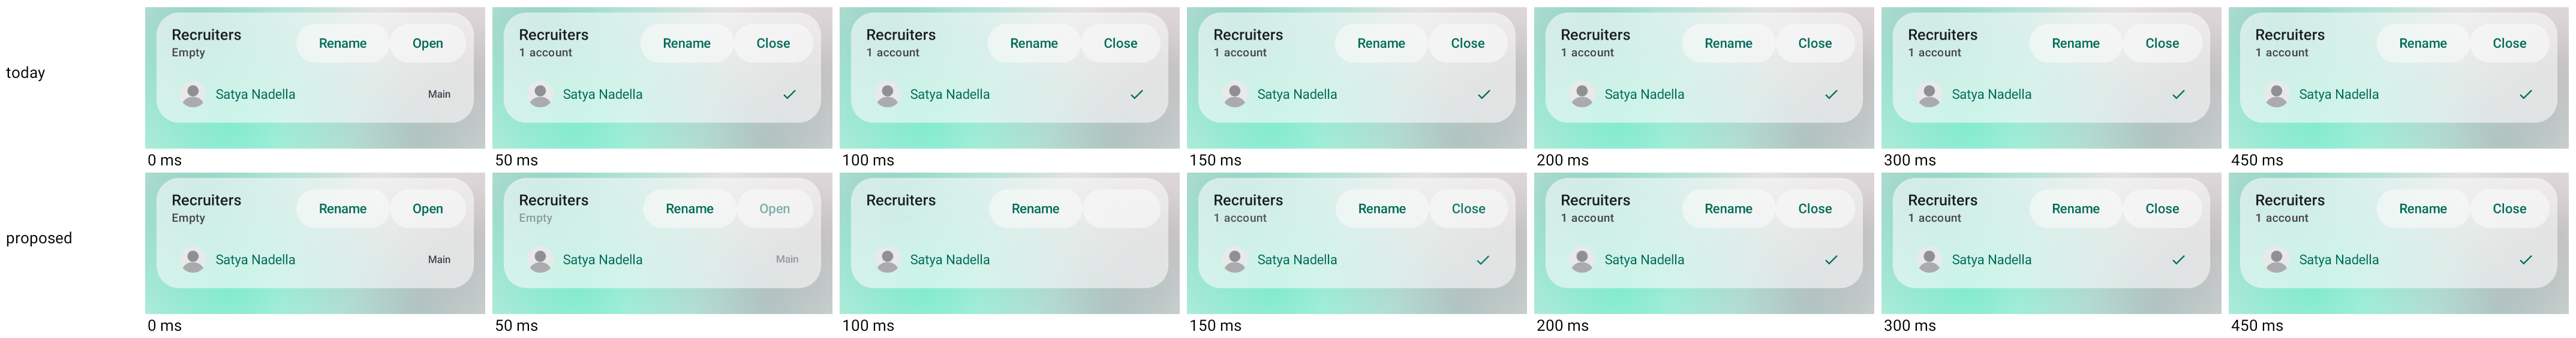 today
Recruiters
Empty
Rename
Open
Satya Nadella
Main
0 ms
Recruiters
1 account
Rename
Close
Satya Nadella
50 ms
Recruiters
1 account
Rename
Close
Satya Nadella
100 ms
Recruiters
1 account
Rename
Close
Satya Nadella
150 ms
Recruiters
1 account
Rename
Close
Satya Nadella
200 ms
Recruiters
1 account
Rename
Close
Satya Nadella
300 ms
Recruiters
1 account
Rename
Close
Satya Nadella
450 ms
proposed
Recruiters
Empty
Rename
Open
Satya Nadella
Main
0 ms
Recruiters
Empty
Rename
Open
Satya Nadella
Main
50 ms
Recruiters
Rename
Satya Nadella
100 ms
Recruiters
1 account
Rename
Close
Satya Nadella
150 ms
Recruiters
1 account
Rename
Close
Satya Nadella
200 ms
Recruiters
1 account
Rename
Close
Satya Nadella
300 ms
Recruiters
1 account
Rename
Close
Satya Nadella
450 ms